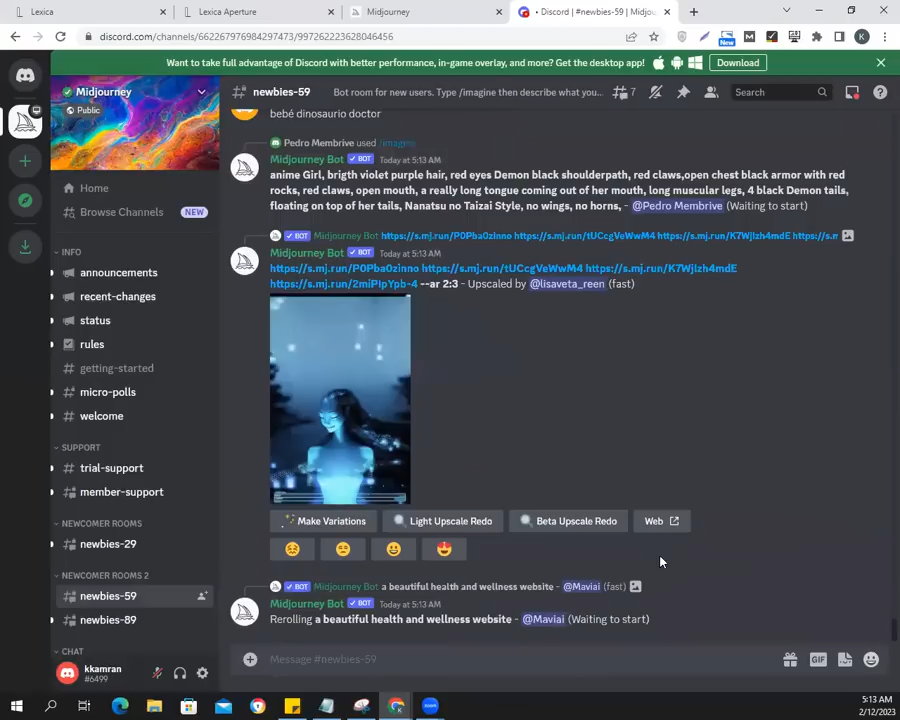 Lexica
Lexica Aperture
Midjourney
• Discord | #newbies-59 | Midjou
discord.com/channels/662267976984297473/997262223628046456
New
K
Want to take full advantage of Discord with better performance, in-game overlay, and more? Get the desktop app!
Download
Midjourney
Public
newbies-59
Bot room for new users. Type /imagine then describe what you...
7
Search
Home
Browse Channels
NEW
INFO
announcements
recent-changes
status
rules
getting-started
micro-polls
welcome
SUPPORT
trial-support
member-support
NEWCOMER ROOMS
newbies-29
NEWCOMER ROOMS 2
newbies-59
newbies-89
CHAT
kkamran
#6499
bebé dinosaurio doctor
Pedro Membrive used /imagine
Midjourney Bot ✓ BOT Today at 5:13 AM
anime Girl, brigth violet purple hair, red eyes Demon black shoulderpath, red claws,open chest black armor with red
rocks, red claws, open mouth, a really long tongue coming out of her mouth, long muscular legs, 4 black Demon tails,
floating on top of her tails, Nanatsu no Taizai Style, no wings, no horns, - @Pedro Membrive (Waiting to start)
✓ BOT Midjourney Bot https://s.mj.run/P0Pba0zinno https://s.mj.run/tUCcgVeWwM4 https://s.mj.run/K7WjIzh4mdE https://s.m
Midjourney Bot ✓ BOT Today at 5:13 AM
https://s.mj.run/P0Pba0zinno https://s.mj.run/tUCcgVeWwM4 https://s.mj.run/K7WjIzh4mdE
https://s.mj.run/2miPIpYpb-4 --ar 2:3 - Upscaled by @lisaveta_reen (fast)
Make Variations
Light Upscale Redo
Beta Upscale Redo
Web
✓ BOT Midjourney Bot a beautiful health and wellness website - @Maviai (fast)
Midjourney Bot ✓ BOT Today at 5:13 AM
Rerolling a beautiful health and wellness website - @Maviai (Waiting to start)
Message #newbies-59
GIF
zoom
5:13 AM
2/12/2023